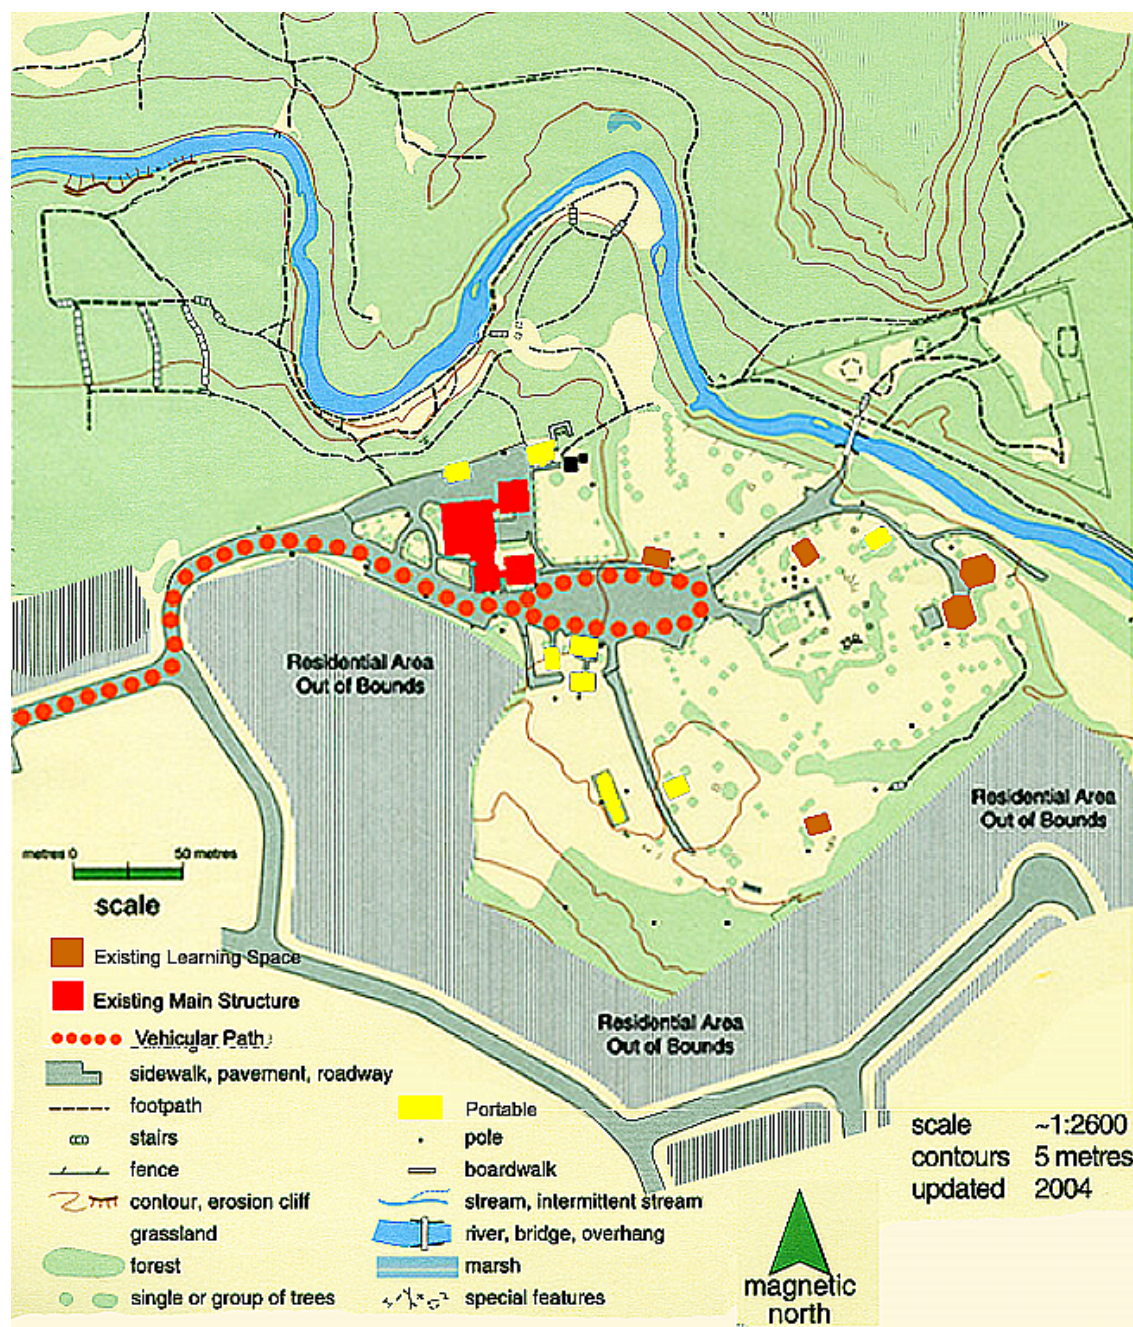 Residential Area
Out of Bounds
Residential Area
Out of Bounds
metres 0 50 metres
scale
Existing Learning Space
Existing Main Structure
Residential Area
Out of Bounds
Vehicular Path
sidewalk, pavement, roadway
footpath
Portable
stairs
pole
fence
boardwalk
contour, erosion cliff
stream, intermittent stream
grassland
river, bridge, overhang
forest
marsh
single or group of trees
special features
scale ~1:2600
contours 5 metres
updated 2004
magnetic
north